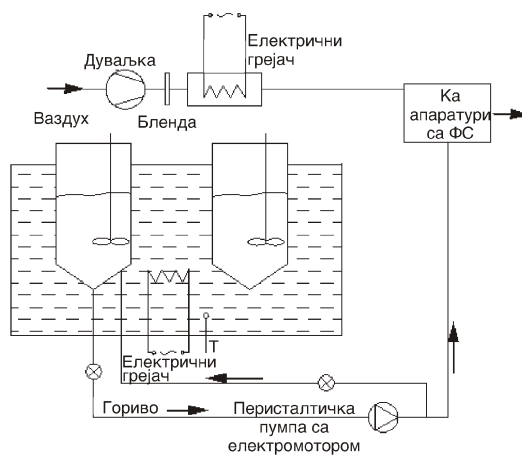 Електрични
грејач
Дуваљка
Ка
апаратури
са ФС
Ваздух
Бленда
T
Електрични
грејач
Гориво
Перисталтичка
пумпа са
електромотором